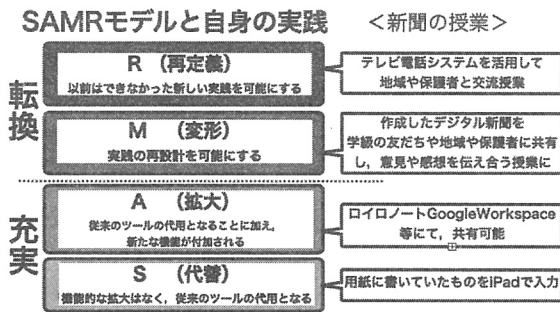 SAMRモデルと自身の実践　＜新聞の授業＞
転換
R　（再定義）
以前はできなかった新しい実践を可能にする
テレビ電話システムを活用して
地域や保護者と交流授業
M　（変形）
実践の再設計を可能にする
作成したデジタル新聞を
学級の友だちや地域や保護者に共有
し，意見や感想を伝え合う授業に
充実
A　（拡大）
従来のツールの代用となることに加え，
新たな機能が付加される
ロイロノートGoogleWorkspace
等にて，共有可能
S　（代替）
機能的な拡大はなく，従来のツールの代用となる
用紙に書いていたものをiPadで入力